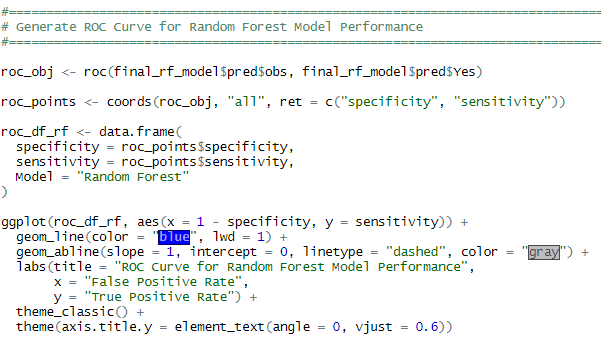 #==============================================================================
# Generate ROC Curve for Random Forest Model Performance
#==============================================================================
roc_obj <- roc(final_rf_model$pred$obs, final_rf_model$pred$Yes)
roc_points <- coords(roc_obj, "all", ret = c("specificity", "sensitivity"))
roc_df_rf <- data.frame(
  specificity = roc_points$specificity,
  sensitivity = roc_points$sensitivity,
  Model = "Random Forest"
)
ggplot(roc_df_rf, aes(x = 1 - specificity, y = sensitivity)) +
  geom_line(color = "blue", lwd = 1) +
  geom_abline(slope = 1, intercept = 0, linetype = "dashed", color = "gray") +
  labs(title = "ROC Curve for Random Forest Model Performance",
       x = "False Positive Rate",
       y = "True Positive Rate") +
  theme_classic() +
  theme(axis.title.y = element_text(angle = 0, vjust = 0.6))